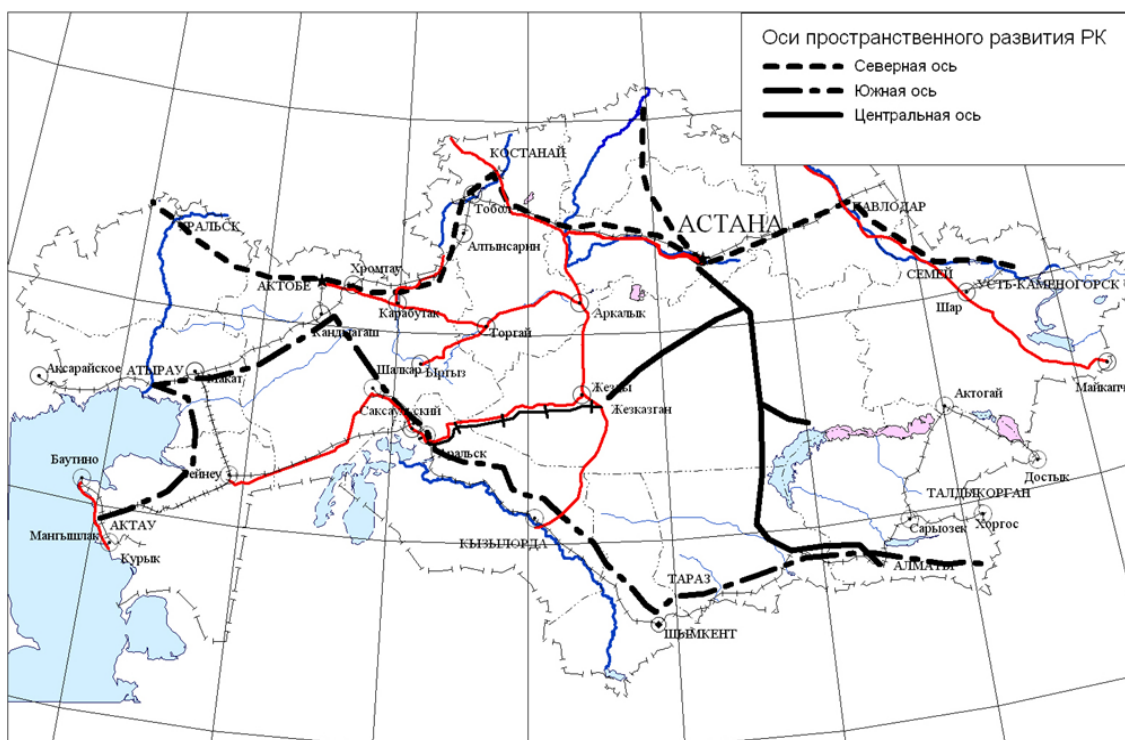 Оси пространственного развития РК
Северная ось
Южная ось
Центральная ось
КОСТАНАЙ
Тобол
АСТАНА
ПАВЛОДАР
УРАЛЬСК
Алтынсарин
Хромтау
АКТОБЕ
СЕМЕЙ
УСТЬ-КАМЕНОГОРСК
Шар
Карабутак
Аркалык
Кандыагаш
Торгай
Аксарайское
АТЫРАУ
Макат
Шалкар
Ыргыз
Майкапч
Жезды
Жезказган
Актогай
Саксаульский
Аральск
Баутино
Бейнеу
Достык
ТАЛДЫКОРГАН
АКТАУ
Сарыозек
Хоргос
Мангышлак
КЫЗЫЛОРДА
Курык
АЛМАТЫ
ТАРАЗ
ШЫМКЕНТ